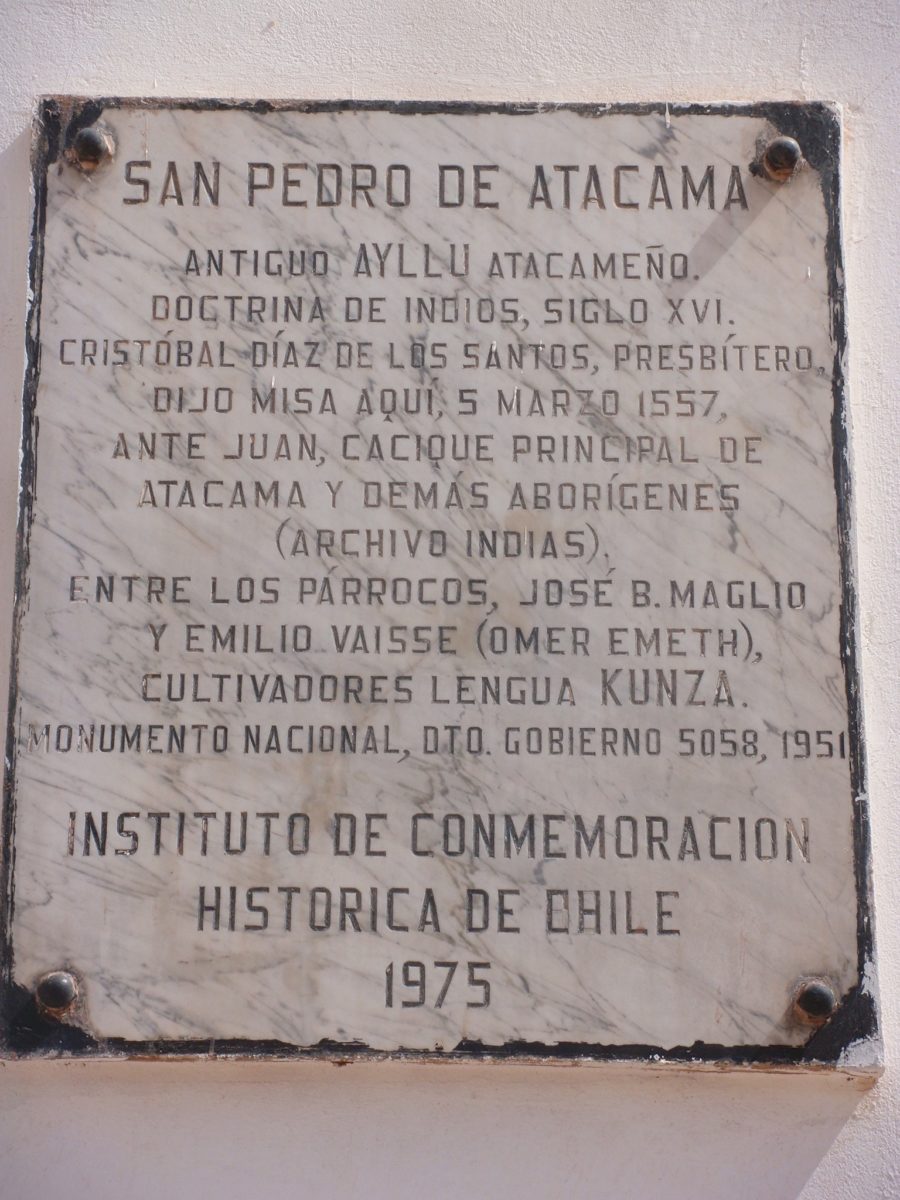 SAN PEDRO DE ATACAMA
ANTIGUO AYLLU ATACAMEÑO.
DOCTRINA DE INDIOS, SIGLO XVI.
CRISTÓBAL DÍAZ DE LOS SANTOS, PRESBÍTERO,
DIJO MISA AQUÍ, 5 MARZO 1557,
ANTE JUAN, CACIQUE PRINCIPAL DE
ATACAMA Y DEMÁS ABORÍGENES
(ARCHIVO INDIAS).
ENTRE LOS PÁRROCOS, JOSÉ B. MAGLIO
Y EMILIO VAISSE (OMER EMETH),
CULTIVADORES LENGUA KUNZA.
MONUMENTO NACIONAL, DTO. GOBIERNO 5058, 1951
INSTITUTO DE CONMEMORACION
HISTORICA DE CHILE
1975